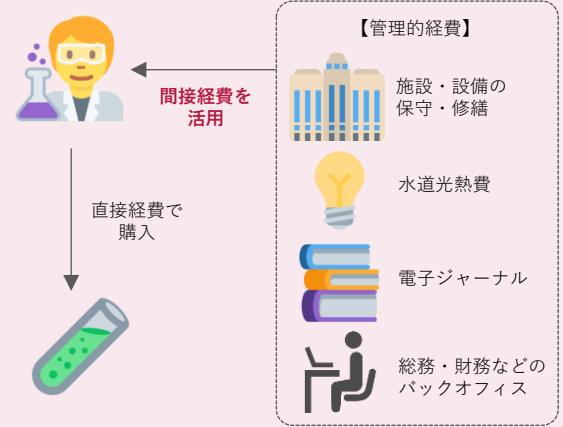 【管理的経費】
間接経費を
活用
施設・設備の
保守・修繕
水道光熱費
直接経費で
購入
電子ジャーナル
総務・財務などの
バックオフィス